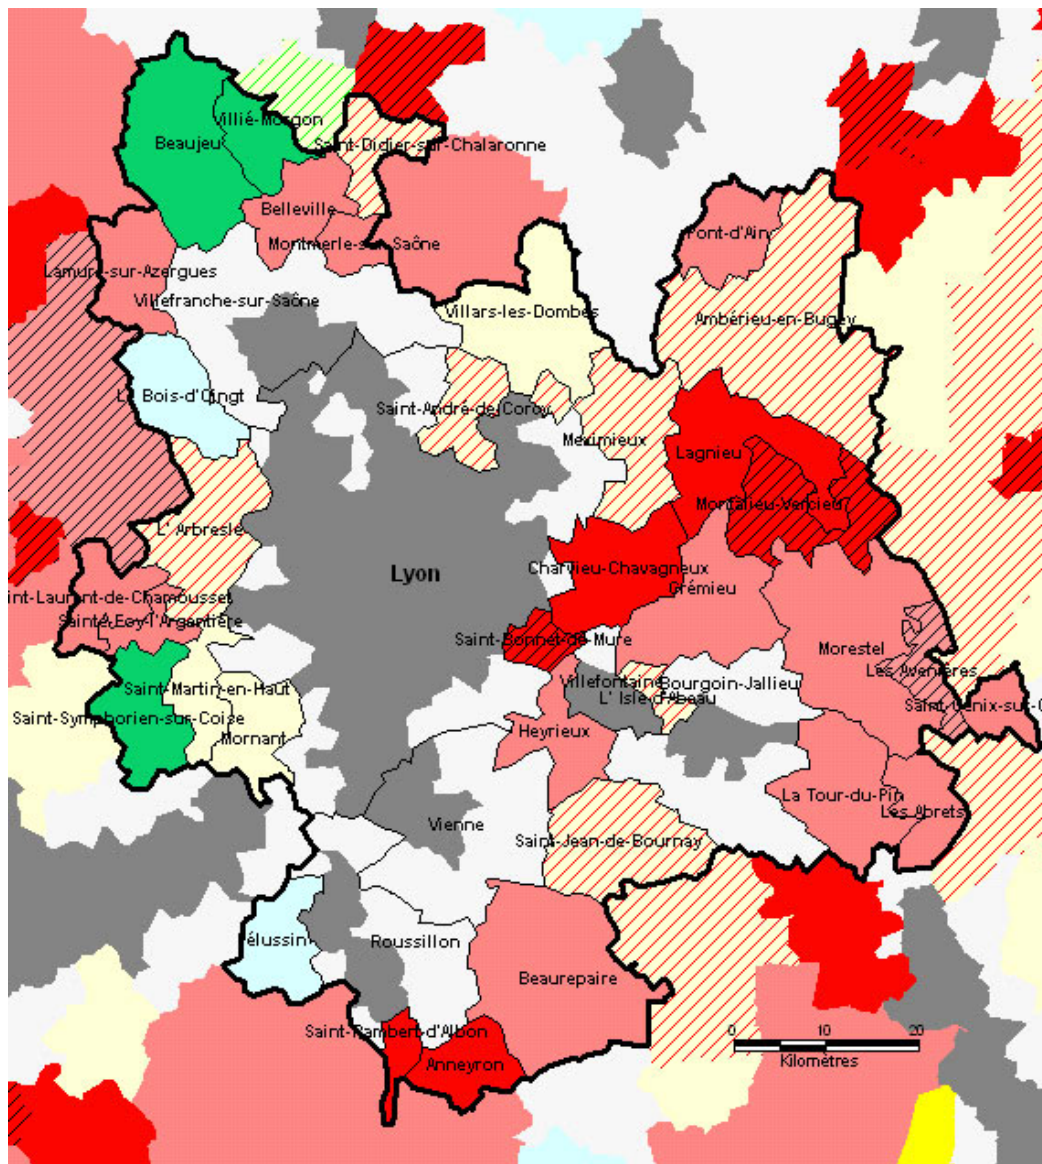 Villié-Morgon
Beaujeu
Saint-Didier-sur-Chalaronne
Belleville
Pont-d'Ain
Montmerle-sur-Saône
Lamure-sur-Azergues
Villefranche-sur-Saône
Villars-les-Dombes
Ambérieu-en-Bugey
Le Bois-d'Oingt
Saint-André-de-Corcy
Meximieux
Lagnieu
Montalieu-Vercieu
L' Arbresle
Lyon
Charvieu-Chavagneux
Crémieu
int-Laurent-de-Chamousset
Sainte-Foy-l'Argentière
Saint-Bonnet-de-Mure
Morestel
Les Avenières
Saint-Martin-en-Haut
Villefontaine
Bourgoin-Jallieu
L' Isle d'Abeau
Saint-Genix-sur-G
Saint-Symphorien-sur-Coise
Mornant
Heyrieux
La Tour-du-Pin
Les Abrets
Vienne
Saint-Jean-de-Bournay
Pélussin
Roussillon
Beaurepaire
Saint-Rambert-d'Albon
Anneyron
0 10 20
Kilomètres